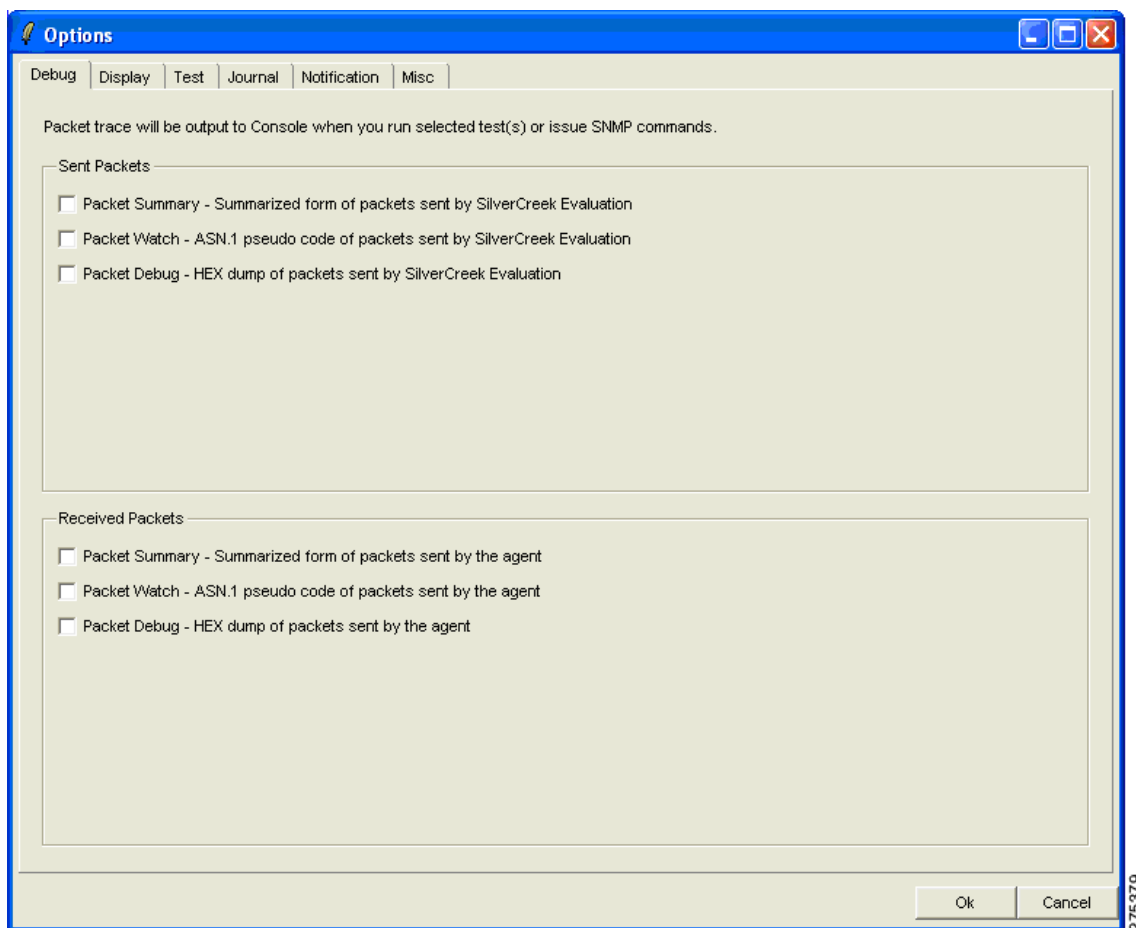 Options
Debug Display Test Journal Notification Misc
Packet trace will be output to Console when you run selected test(s) or issue SNMP commands.
Sent Packets
Packet Summary - Summarized form of packets sent by SilverCreek Evaluation
Packet Watch - ASN.1 pseudo code of packets sent by SilverCreek Evaluation
Packet Debug - HEX dump of packets sent by SilverCreek Evaluation
Received Packets
Packet Summary - Summarized form of packets sent by the agent
Packet Watch - ASN.1 pseudo code of packets sent by the agent
Packet Debug - HEX dump of packets sent by the agent
Ok Cancel
275379